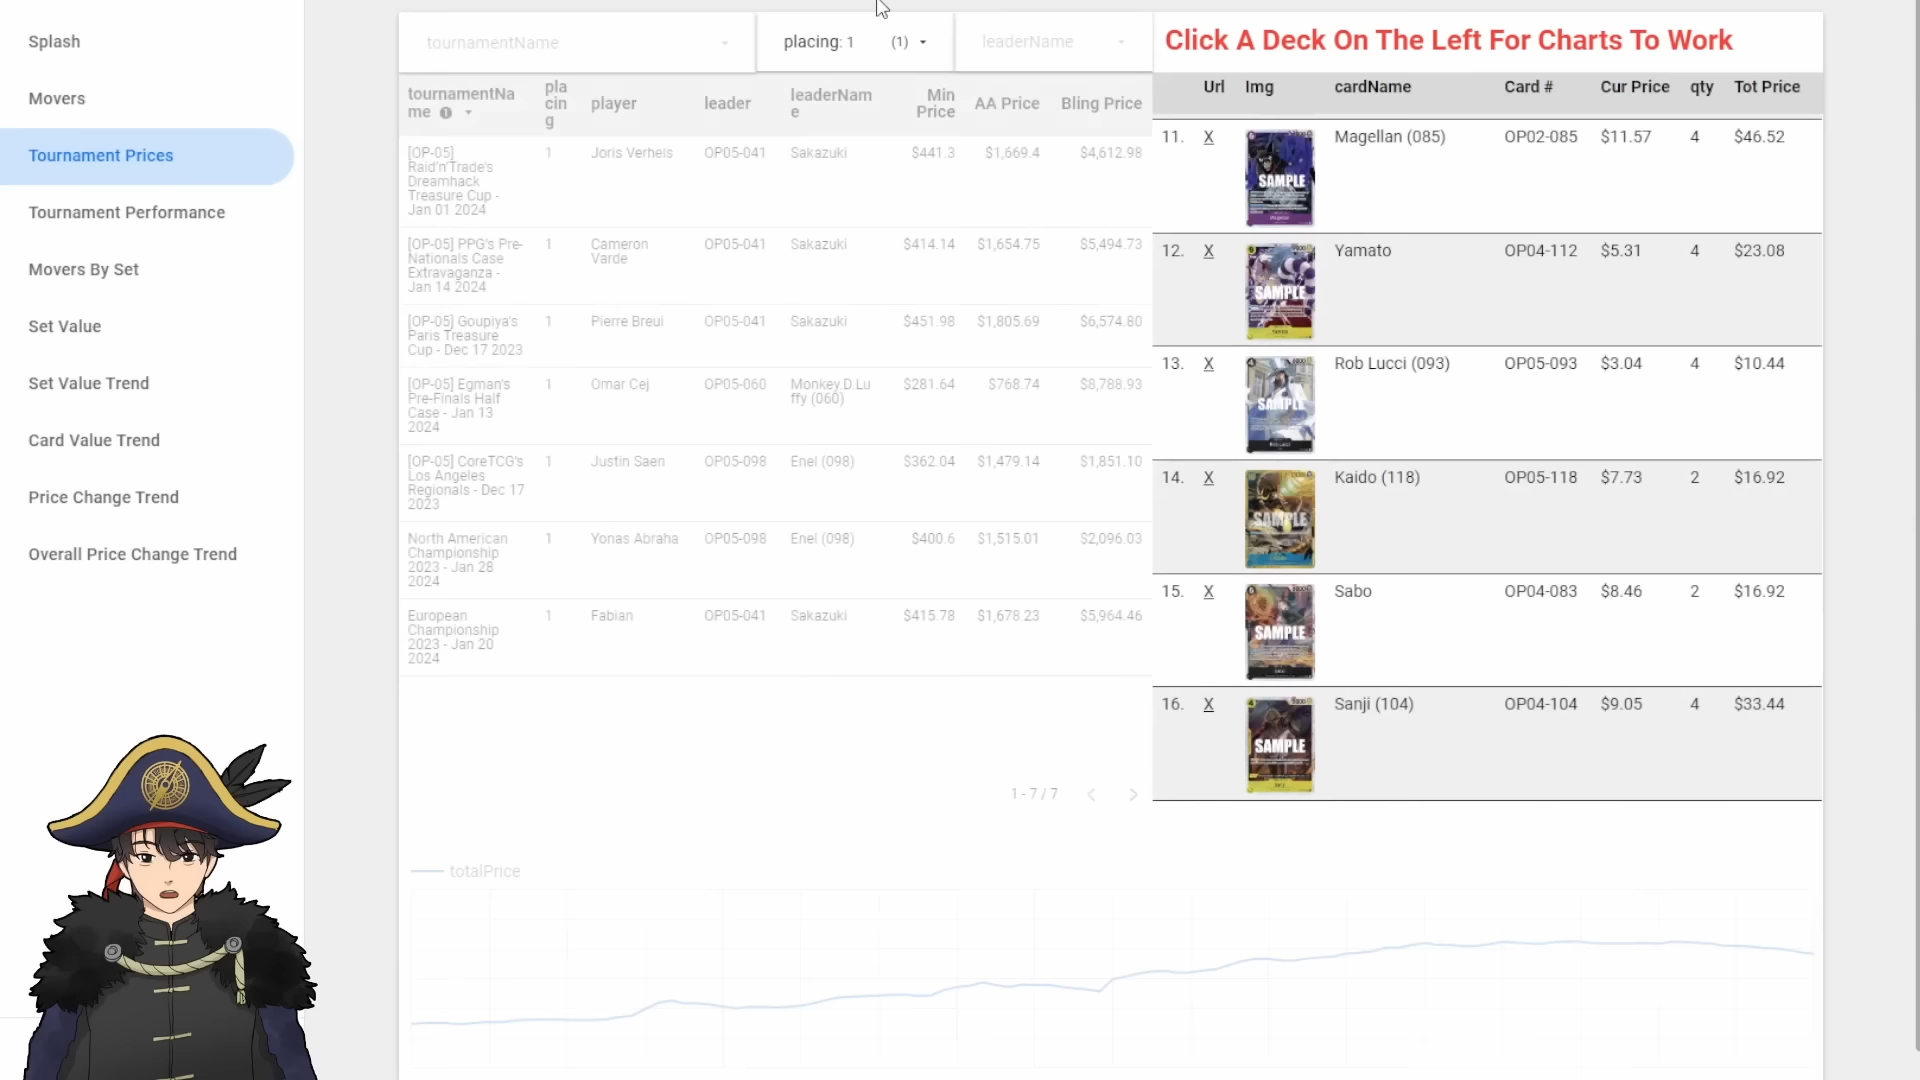 Splash
Movers
Tournament Prices
Tournament Performance
Movers By Set
Set Value
Set Value Trend
Card Value Trend
Price Change Trend
Overall Price Change Trend
tournamentName
placing: 1 (1)
leaderName
tournamentNa
me
pla
cin
g
player
leader
leaderNam
e
Min
Price
AA Price
Bling Price
[OP-05]
Raid'n'Trade's
Dreamhack
Treasure Cup -
Jan 01 2024
1 Joris Verhels OP05-041 Sakazuki $441.3 $1,669.4 $4,612.98
[OP-05] PPG's Pre-
Nationals Case
Extravaganza -
Jan 14 2024
1 Cameron
Varde
OP05-041 Sakazuki $414.14 $1,654.75 $5,494.73
[OP-05] Goupiya's
Paris Treasure
Cup - Dec 17 2023
1 Pierre Breui OP05-041 Sakazuki $451.98 $1,805.69 $6,574.80
[OP-05] Egman's
Pre-Finals Half
Case - Jan 13
2024
1 Omar Cej OP05-060 Monkey.D.Lu
ffy (060)
$281.64 $768.74 $8,788.93
[OP-05] CoreTCG's
Los Angeles
Regionals - Dec 17
2023
1 Justin Saen OP05-098 Enel (098) $362.04 $1,479.14 $1,851.10
North American
Championship
2023 - Jan 28
2024
1 Yonas Abraha OP05-098 Enel (098) $400.6 $1,515.01 $2,096.03
European
Championship
2023 - Jan 20
2024
1 Fabian OP05-041 Sakazuki $415.78 $1,678.23 $5,964.46
1 - 7 / 7
totalPrice
Click A Deck On The Left For Charts To Work
Url Img cardName Card # Cur Price qty Tot Price
11. X Magellan (085) OP02-085 $11.57 4 $46.52
SAMPLE
12. X Yamato OP04-112 $5.31 4 $23.08
SAMPLE
13. X Rob Lucci (093) OP05-093 $3.04 4 $10.44
SAMPLE
14. X Kaido (118) OP05-118 $7.73 2 $16.92
SAMPLE
15. X Sabo OP04-083 $8.46 2 $16.92
SAMPLE
16. X Sanji (104) OP04-104 $9.05 4 $33.44
SAMPLE